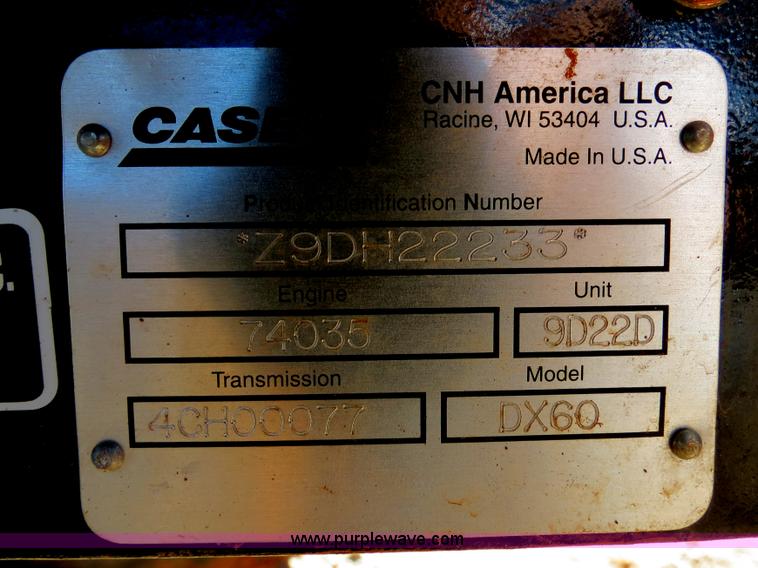 CASE
CNH America LLC
Racine, WI 53404 U.S.A.
Made In U.S.A.
Product Identification Number
*Z9DH22233*
Engine
Unit
74035
9D22D
Transmission
Model
4CH00077
DX60
www.purplewave.com